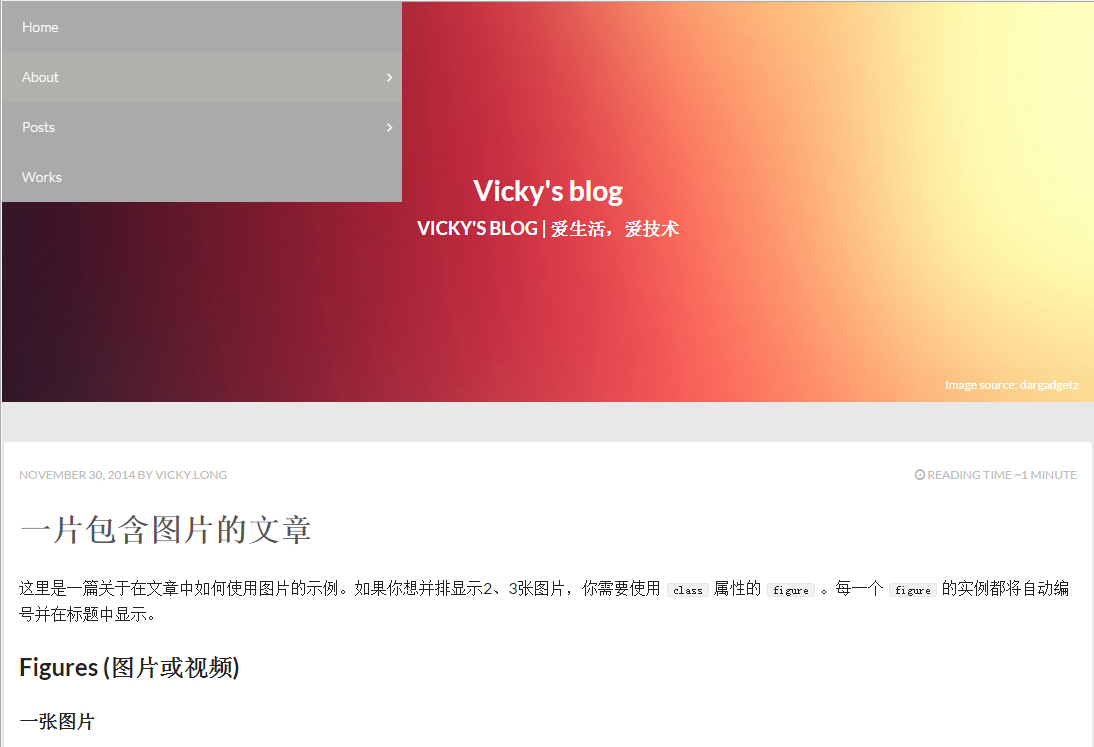 Home
About
Posts
Works
Vicky's blog
VICKY'S BLOG | 爱生活，爱技术
Image source: dargadgetz
NOVEMBER 30, 2014 BY VICKY.LONG
READING TIME ~1 MINUTE
一片包含图片的文章
这里是一篇关于在文章中如何使用图片的示例。如果你想并排显示2、3张图片，你需要使用 class 属性的 figure 。每一个 figure 的实例都将自动编
号并在标题中显示。
Figures (图片或视频)
一张图片